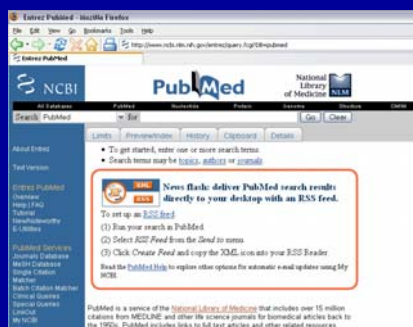 Entrez PubMed - Mozilla Firefox
File Edit View Go Bookmarks Tools Help
http://www.ncbi.nlm.nih.gov/entrez/query.fcgi?DB=pubmed
Entrez PubMed
NCBI
PubMed
National
Library
of Medicine NLM
All Databases PubMed Nucleotide Protein Genome Structure OMIM
Search PubMed for Go Clear
Limits Preview/Index History Clipboard Details
About Entrez
Text Version
Entrez PubMed
Overview
Help | FAQ
Tutorial
New/Noteworthy
E-Utilities
PubMed Services
Journals Database
MeSH Database
Single Citation
Matcher
Batch Citation Matcher
Clinical Queries
Special Queries
LinkOut
My NCBI
To get started, enter one or more search terms.
Search terms may be topics, authors or journals.
XML
RSS
News flash: deliver PubMed search results
directly to your desktop with an RSS feed.
To set up an RSS feed:
(1) Run your search in PubMed
(2) Select RSS Feed from the Send to menu
(3) Click Create Feed and copy the XML icon into your RSS Reader.
Read the PubMed Help to explore other options for automatic e-mail updates using My
NCBI.
PubMed is a service of the National Library of Medicine that includes over 15 million
citations from MEDLINE and other life science journals for biomedical articles back to
the 1950s. PubMed includes links to full text articles and other related resources.